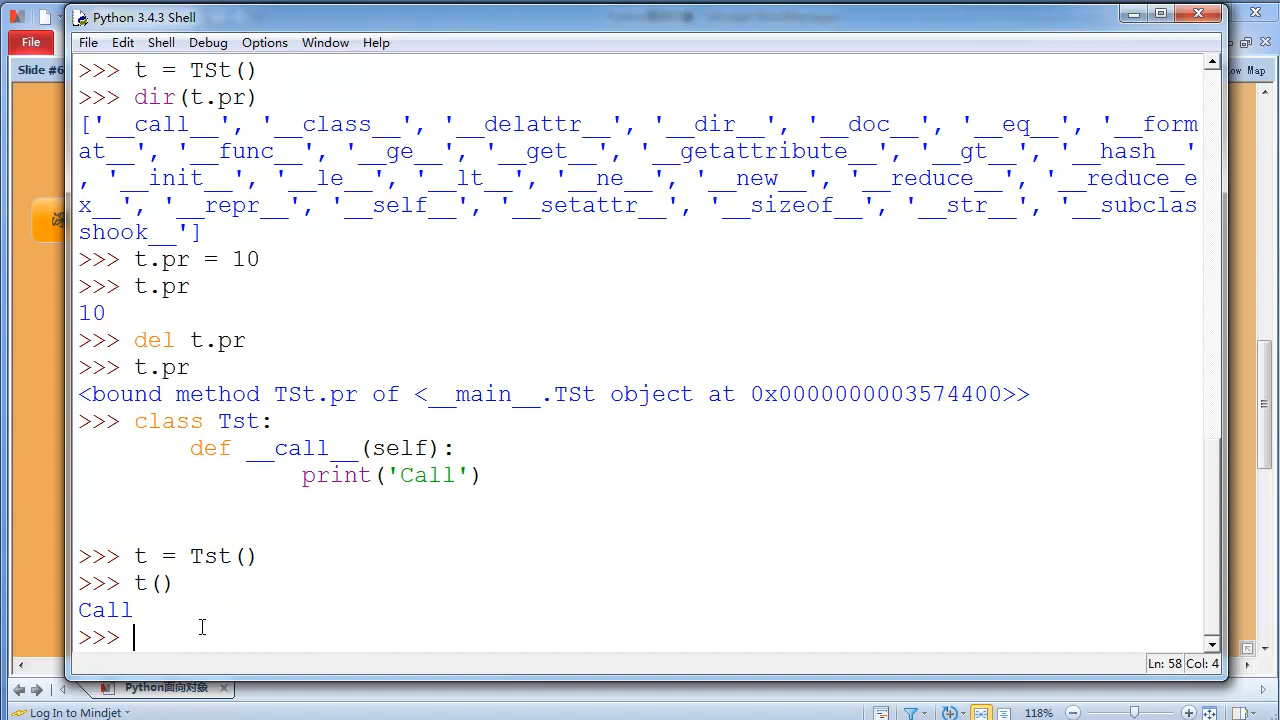 Python 3.4.3 Shell
File Edit Shell Debug Options Window Help
File
Slide #6
ow Map
>>> t = TSt()
>>> dir(t.pr)
['__call__', '__class__', '__delattr__', '__dir__', '__doc__', '__eq__', '__form
at__', '__func__', '__ge__', '__get__', '__getattribute__', '__gt__', '__hash__'
, '__init__', '__le__', '__lt__', '__ne__', '__new__', '__reduce__', '__reduce_e
x__', '__repr__', '__self__', '__setattr__', '__sizeof__', '__str__', '__subclas
shook__']
>>> t.pr = 10
>>> t.pr
10
>>> del t.pr
>>> t.pr
<bound method TSt.pr of <__main__.TSt object at 0x0000000003574400>>
>>> class Tst:
def __call__(self):
print('Call')
>>> t = Tst()
>>> t()
Call
>>>
Ln: 58 Col: 4
Python面向对象
Log In to Mindjet
118%